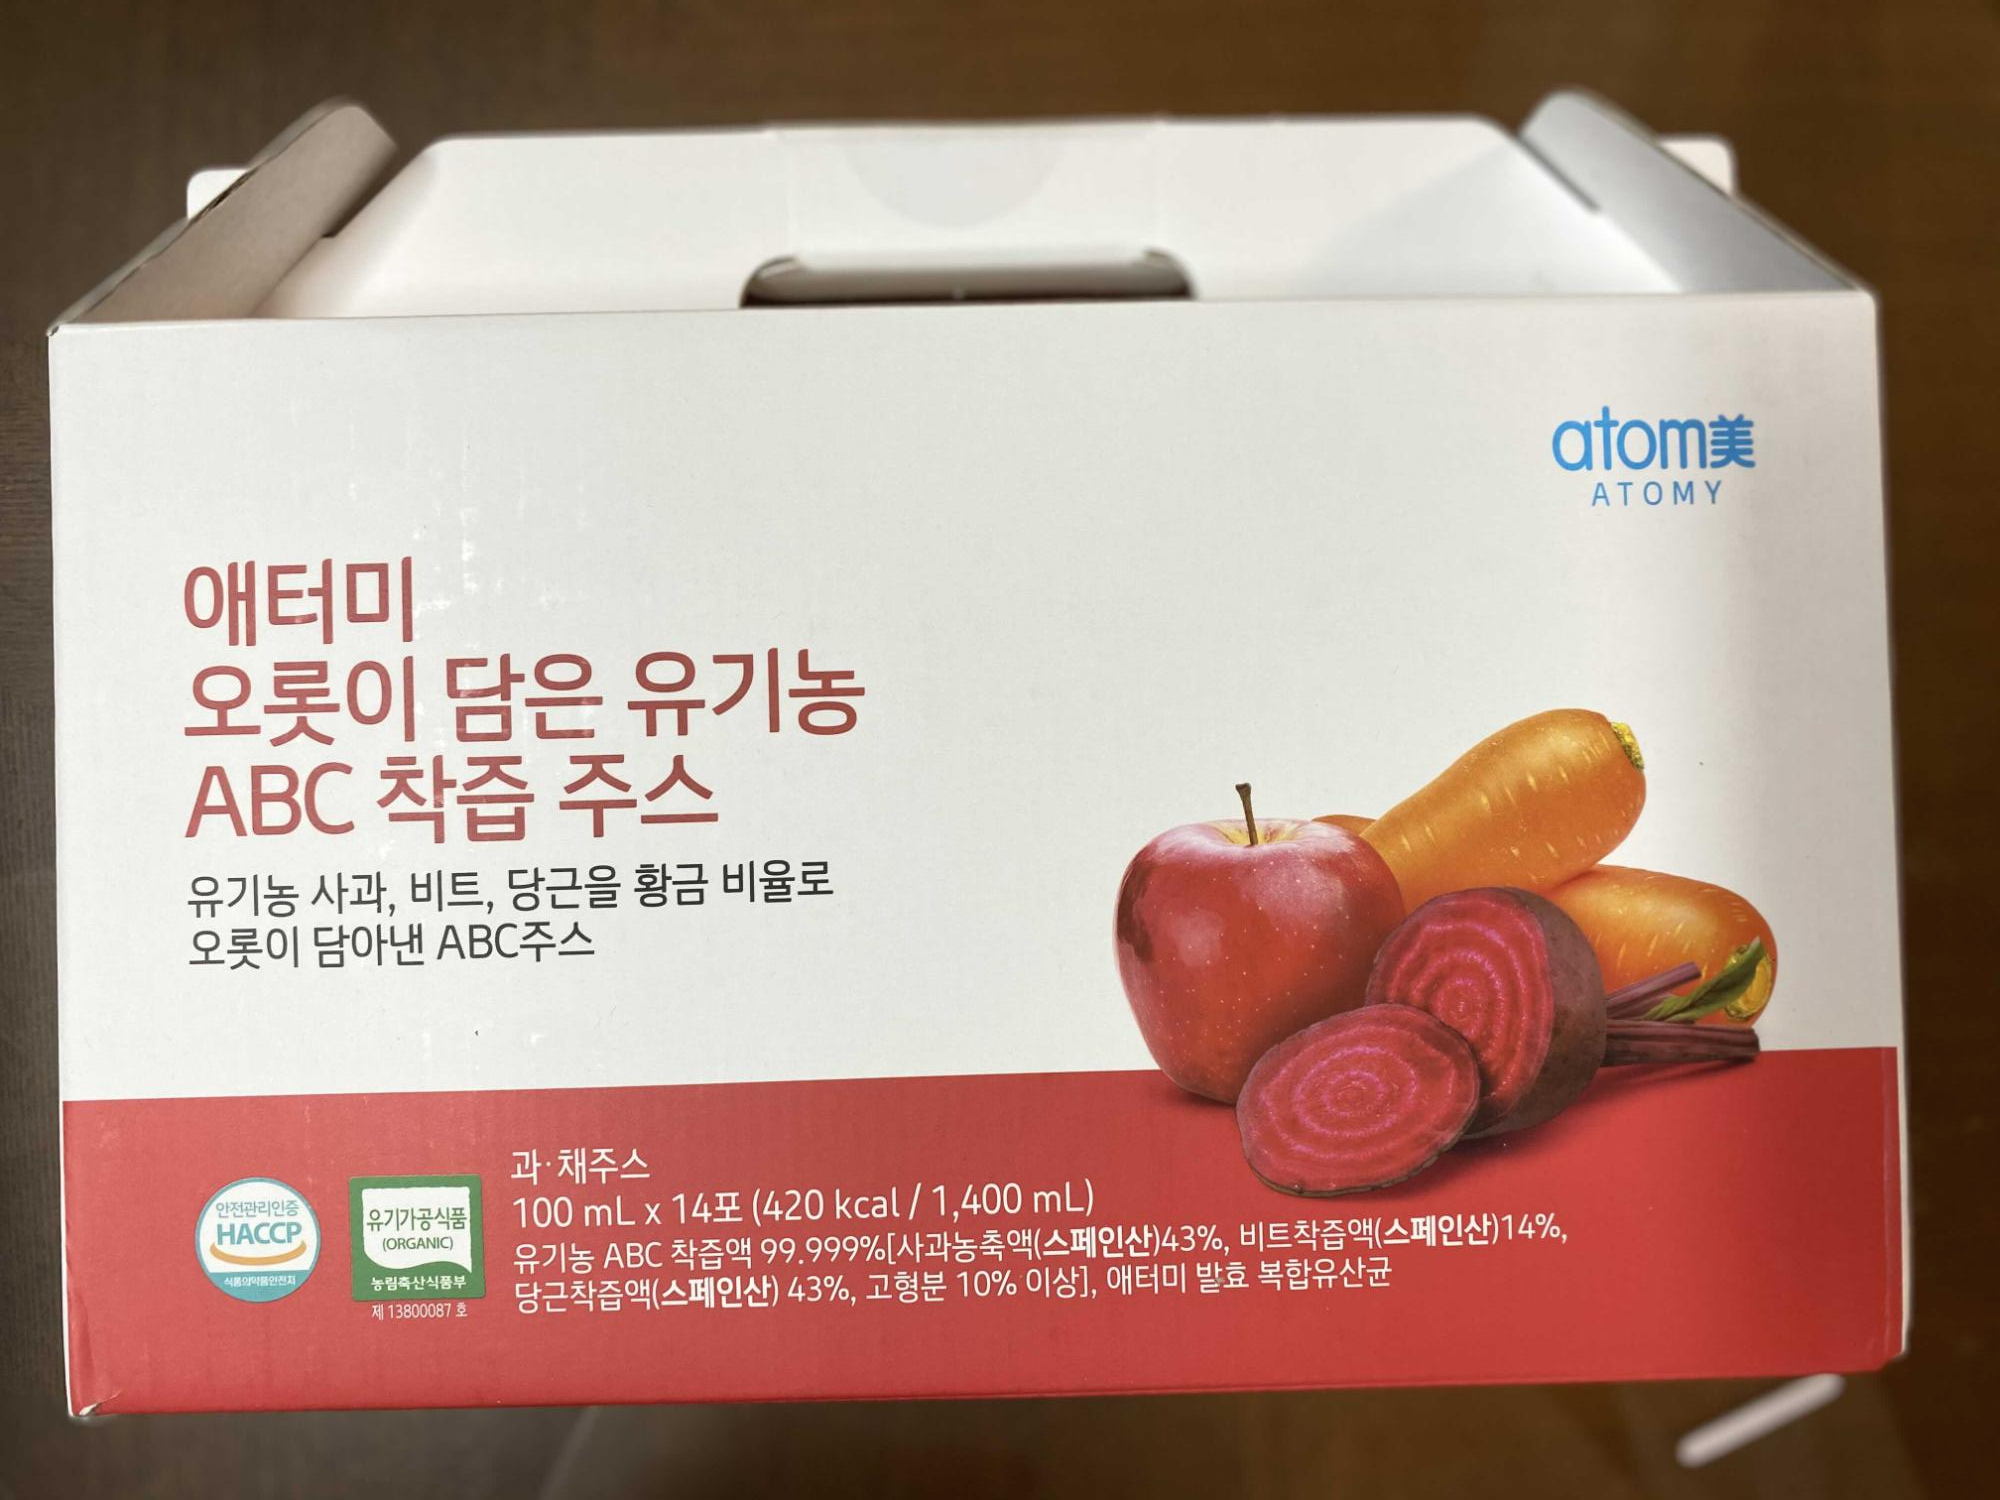 atom美
ATOMY
애터미
오롯이 담은 유기농
ABC 착즙 주스
유기농 사과, 비트, 당근을 황금 비율로
오롯이 담아낸 ABC주스
안전관리인증
HACCP
식품의약품안전처
유기가공식품
(ORGANIC)
농림축산식품부
제 13800087 호
과·채주스
100 mL x 14포 (420 kcal / 1,400 mL)
유기농 ABC 착즙액 99.999%[사과농축액(스페인산)43%, 비트착즙액(스페인산)14%,
당근착즙액(스페인산) 43%, 고형분 10% 이상], 애터미 발효 복합유산균